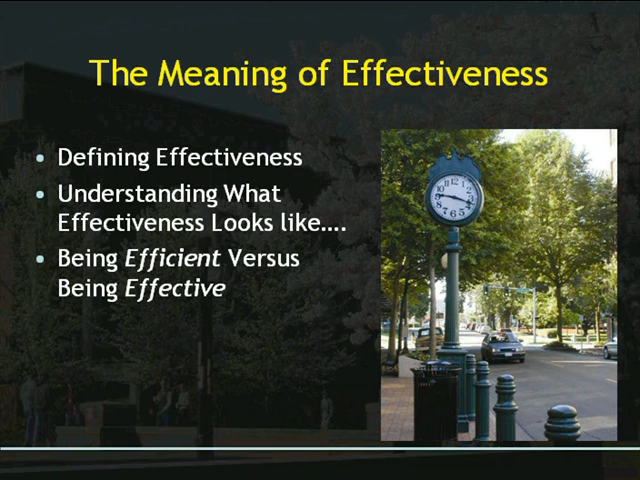 The Meaning of Effectiveness
• Defining Effectiveness
• Understanding What
Effectiveness Looks like....
• Being Efficient Versus
Being Effective